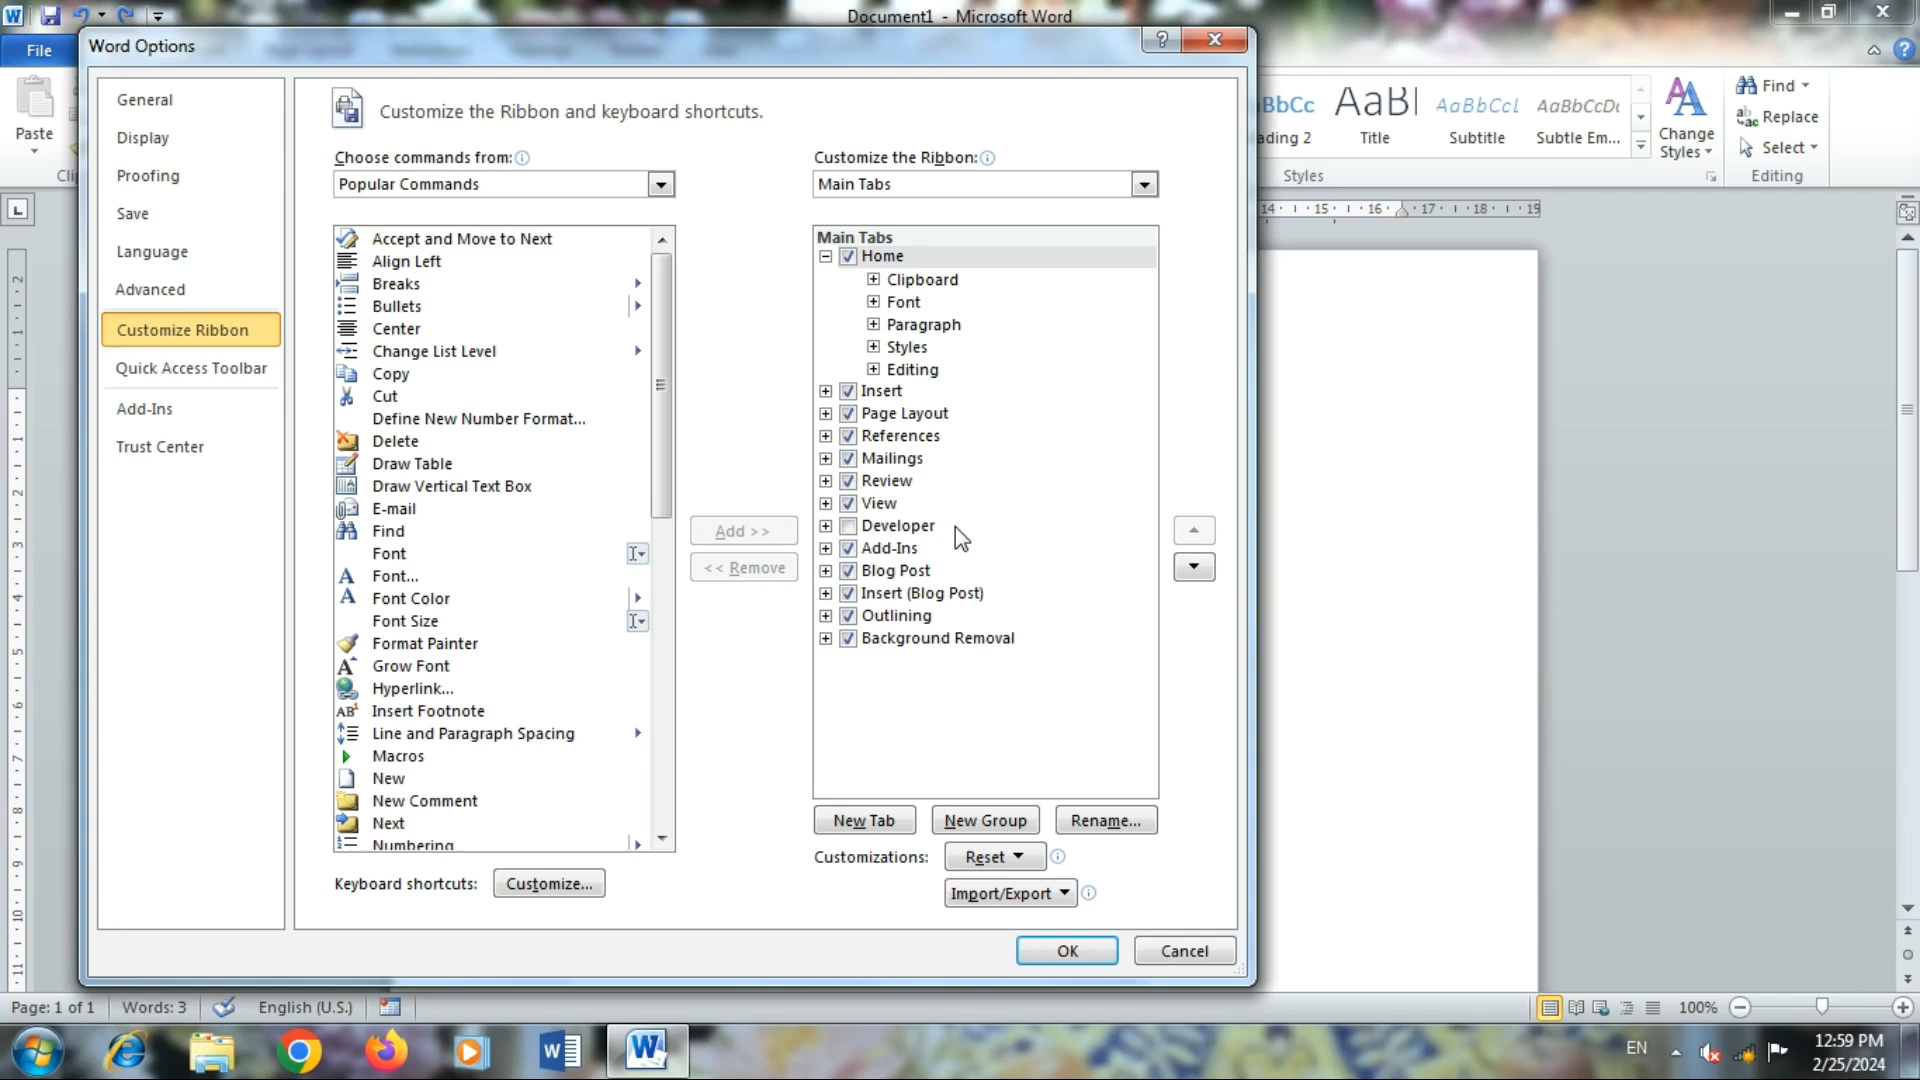 Document1 - Microsoft Word
Word Options
File
Paste
General
Display
Proofing
Save
Language
Advanced
Customize Ribbon
Quick Access Toolbar
Add-Ins
Trust Center
Customize the Ribbon and keyboard shortcuts.
Choose commands from:
Popular Commands
Accept and Move to Next
Align Left
Breaks
Bullets
Center
Change List Level
Copy
Cut
Define New Number Format...
Delete
Draw Table
Draw Vertical Text Box
E-mail
Find
Font
Font...
Font Color
Font Size
Format Painter
Grow Font
Hyperlink...
Insert Footnote
Line and Paragraph Spacing
Macros
New
New Comment
Next
Numbering
Keyboard shortcuts: Customize...
Add >>
<< Remove
Customize the Ribbon:
Main Tabs
Main Tabs
Home
Clipboard
Font
Paragraph
Styles
Editing
Insert
Page Layout
References
Mailings
Review
View
Developer
Add-Ins
Blog Post
Insert (Blog Post)
Outlining
Background Removal
New Tab New Group Rename...
Customizations: Reset
Import/Export
OK Cancel
AaB AaBbCcL AaBbCcDc
ading 2 Title Subtitle Subtle Em...
Change
Styles
Styles
Find
Replace
Select
Editing
14 15 16 17 18 19
Page: 1 of 1 Words: 3 English (U.S.) 100%
EN
12:59 PM
2/25/2024